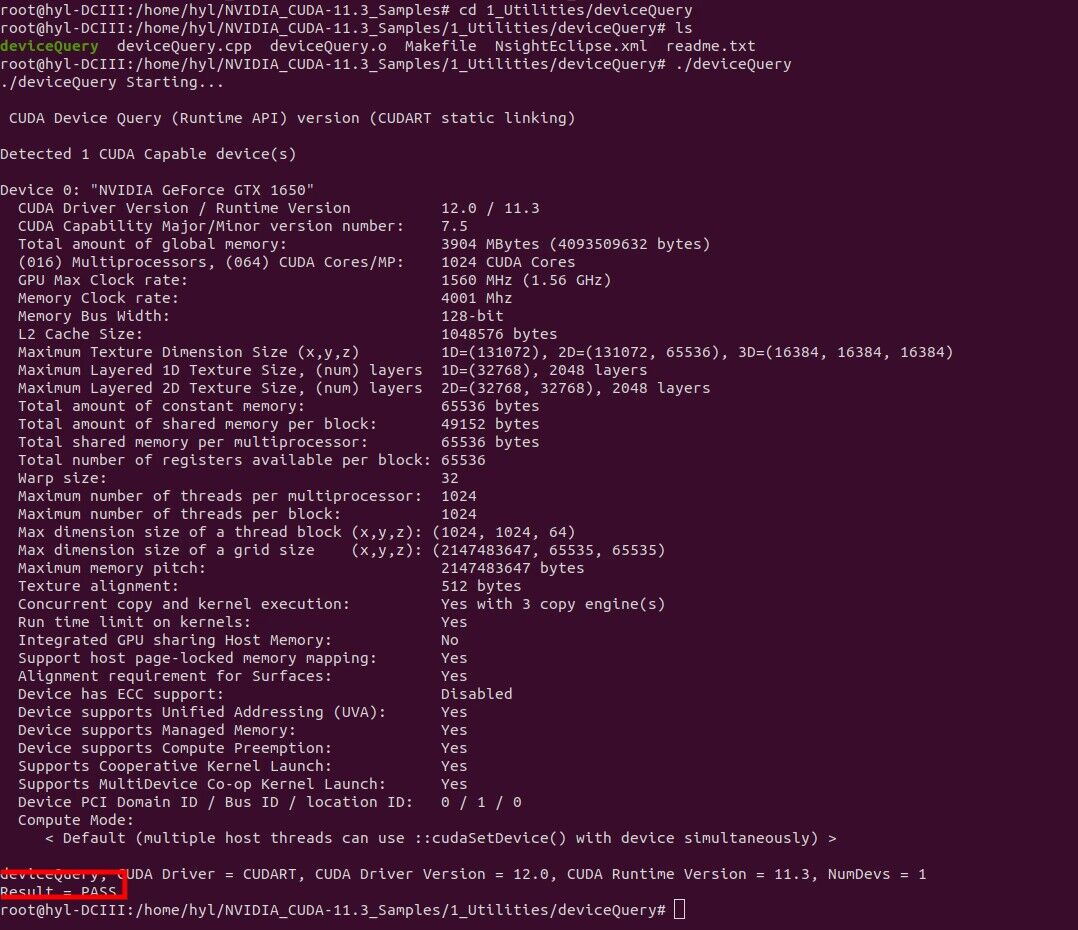 root@hyl-DCIII:/home/hyl/NVIDIA_CUDA-11.3_Samples# cd 1_Utilities/deviceQuery
root@hyl-DCIII:/home/hyl/NVIDIA_CUDA-11.3_Samples/1_Utilities/deviceQuery# ls
deviceQuery  deviceQuery.cpp  deviceQuery.o  Makefile  NsightEclipse.xml  readme.txt
root@hyl-DCIII:/home/hyl/NVIDIA_CUDA-11.3_Samples/1_Utilities/deviceQuery# ./deviceQuery
./deviceQuery Starting...
CUDA Device Query (Runtime API) version (CUDART static linking)
Detected 1 CUDA Capable device(s)
Device 0: "NVIDIA GeForce GTX 1650"
CUDA Driver Version / Runtime Version          12.0 / 11.3
CUDA Capability Major/Minor version number:    7.5
Total amount of global memory:                 3904 MBytes (4093509632 bytes)
(016) Multiprocessors, (064) CUDA Cores/MP:    1024 CUDA Cores
GPU Max Clock rate:                            1560 MHz (1.56 GHz)
Memory Clock rate:                             4001 Mhz
Memory Bus Width:                              128-bit
L2 Cache Size:                                 1048576 bytes
Maximum Texture Dimension Size (x,y,z)         1D=(131072), 2D=(131072, 65536), 3D=(16384, 16384, 16384)
Maximum Layered 1D Texture Size, (num) layers  1D=(32768), 2048 layers
Maximum Layered 2D Texture Size, (num) layers  2D=(32768, 32768), 2048 layers
Total amount of constant memory:               65536 bytes
Total amount of shared memory per block:       49152 bytes
Total shared memory per multiprocessor:        65536 bytes
Total number of registers available per block: 65536
Warp size:                                     32
Maximum number of threads per multiprocessor:  1024
Maximum number of threads per block:           1024
Max dimension size of a thread block (x,y,z): (1024, 1024, 64)
Max dimension size of a grid size    (x,y,z): (2147483647, 65535, 65535)
Maximum memory pitch:                          2147483647 bytes
Texture alignment:                             512 bytes
Concurrent copy and kernel execution:          Yes with 3 copy engine(s)
Run time limit on kernels:                     Yes
Integrated GPU sharing Host Memory:            No
Support host page-locked memory mapping:       Yes
Alignment requirement for Surfaces:            Yes
Device has ECC support:                        Disabled
Device supports Unified Addressing (UVA):      Yes
Device supports Managed Memory:                Yes
Device supports Compute Preemption:            Yes
Supports Cooperative Kernel Launch:            Yes
Supports MultiDevice Co-op Kernel Launch:      Yes
Device PCI Domain ID / Bus ID / location ID:   0 / 1 / 0
Compute Mode:
< Default (multiple host threads can use ::cudaSetDevice() with device simultaneously) >
deviceQuery, CUDA Driver = CUDART, CUDA Driver Version = 12.0, CUDA Runtime Version = 11.3, NumDevs = 1
Result = PASS
root@hyl-DCIII:/home/hyl/NVIDIA_CUDA-11.3_Samples/1_Utilities/deviceQuery#